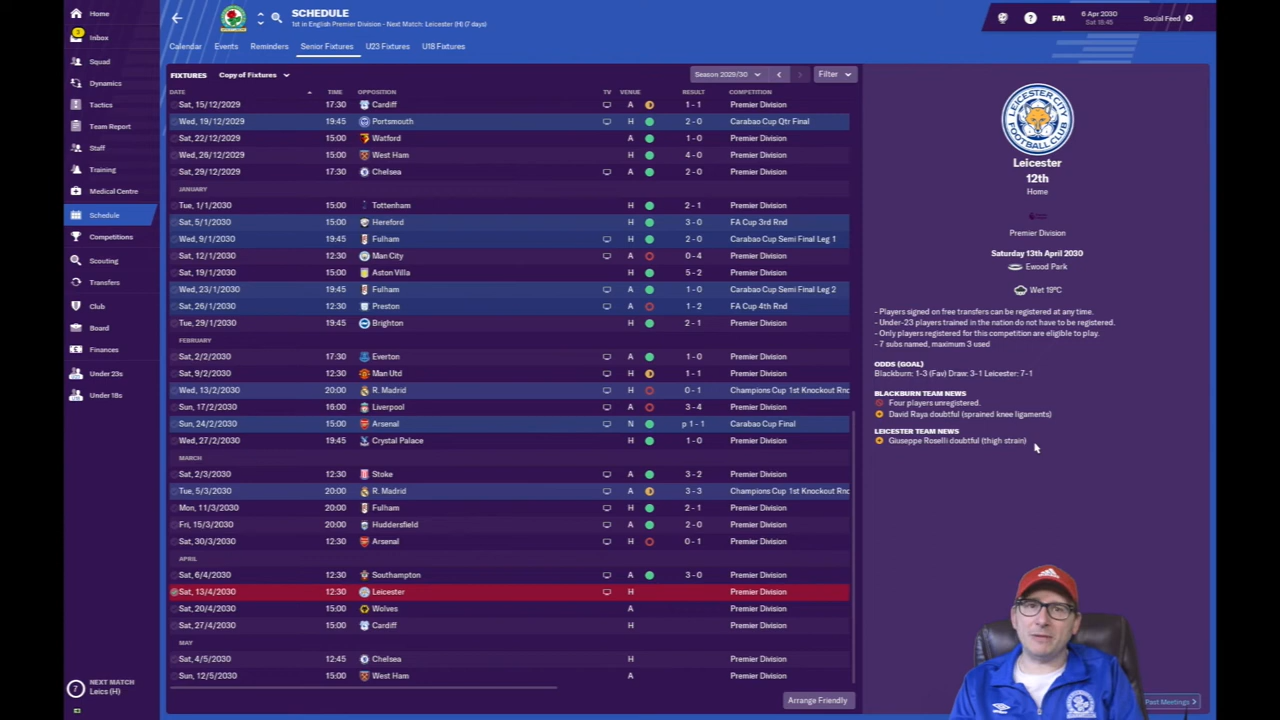 Home
Inbox
Squad
Dynamics
Tactics
Team Report
Staff
Training
Medical Centre
Schedule
Competitions
Scouting
Transfers
Club
Board
Finances
Under 23s
Under 18s
7 NEXT MATCH
Leics (H)
SCHEDULE
1st in English Premier Division - Next Match: Leicester (H) (7 days)
FM 6 Apr 2030
Sat 18:45
Social Feed
Calendar Events Reminders Senior Fixtures U23 Fixtures U18 Fixtures
FIXTURES Copy of Fixtures Season 2029/30 Filter
DATE TIME OPPOSITION TV VENUE RESULT COMPETITION
Sat, 15/12/2029 17:30 Cardiff A 1 - 1 Premier Division
Wed, 19/12/2029 19:45 Portsmouth H 2 - 0 Carabao Cup Qtr Final
Sat, 22/12/2029 15:00 Watford A 1 - 0 Premier Division
Wed, 26/12/2029 15:00 West Ham H 4 - 0 Premier Division
Sat, 29/12/2029 17:30 Chelsea A 2 - 0 Premier Division
JANUARY
Tue, 1/1/2030 15:00 Tottenham H 2 - 1 Premier Division
Sat, 5/1/2030 15:00 Hereford H 3 - 0 FA Cup 3rd Rnd
Wed, 9/1/2030 19:45 Fulham H 2 - 0 Carabao Cup Semi Final Leg 1
Sat, 12/1/2030 12:30 Man City A 0 - 4 Premier Division
Sat, 19/1/2030 15:00 Aston Villa H 5 - 2 Premier Division
Wed, 23/1/2030 19:45 Fulham A 1 - 0 Carabao Cup Semi Final Leg 2
Sat, 26/1/2030 12:30 Preston A 1 - 2 FA Cup 4th Rnd
Tue, 29/1/2030 19:45 Brighton H 2 - 1 Premier Division
FEBRUARY
Sat, 2/2/2030 17:30 Everton A 1 - 0 Premier Division
Sat, 9/2/2030 12:30 Man Utd H 1 - 1 Premier Division
Wed, 13/2/2030 20:00 R. Madrid H 0 - 1 Champions Cup 1st Knockout Rnd
Sun, 17/2/2030 16:00 Liverpool A 3 - 4 Premier Division
Sun, 24/2/2030 15:00 Arsenal N p 1 - 1 Carabao Cup Final
Wed, 27/2/2030 19:45 Crystal Palace H 1 - 0 Premier Division
MARCH
Sat, 2/3/2030 12:30 Stoke A 3 - 2 Premier Division
Tue, 5/3/2030 20:00 R. Madrid A 3 - 3 Champions Cup 1st Knockout Rnd
Mon, 11/3/2030 20:00 Fulham H 2 - 1 Premier Division
Fri, 15/3/2030 20:00 Huddersfield A 2 - 0 Premier Division
Sat, 30/3/2030 12:30 Arsenal H 0 - 1 Premier Division
APRIL
Sat, 6/4/2030 12:30 Southampton A 3 - 0 Premier Division
Sat, 13/4/2030 12:30 Leicester H Premier Division
Sat, 20/4/2030 15:00 Wolves A Premier Division
Sat, 27/4/2030 15:00 Cardiff H Premier Division
MAY
Sat, 4/5/2030 12:45 Chelsea H Premier Division
Sun, 12/5/2030 15:00 West Ham A Premier Division
Arrange Friendly
LEICESTER CITY
FOOTBALL CLUB
Leicester
12th
Home
Premier Division
Saturday 13th April 2030
Ewood Park
Wet 19°C
- Players signed on free transfers can be registered at any time.
- Under-23 players trained in the nation do not have to be registered.
- Only players registered for this competition are eligible to play.
- 7 subs named, maximum 3 used
ODDS (GOAL)
Blackburn: 1-3 (Fav) Draw: 3-1 Leicester: 7-1
BLACKBURN TEAM NEWS
Four players unregistered.
David Raya doubtful (sprained knee ligaments)
LEICESTER TEAM NEWS
Giuseppe Roselli doubtful (thigh strain)
Past Meetings
umbro